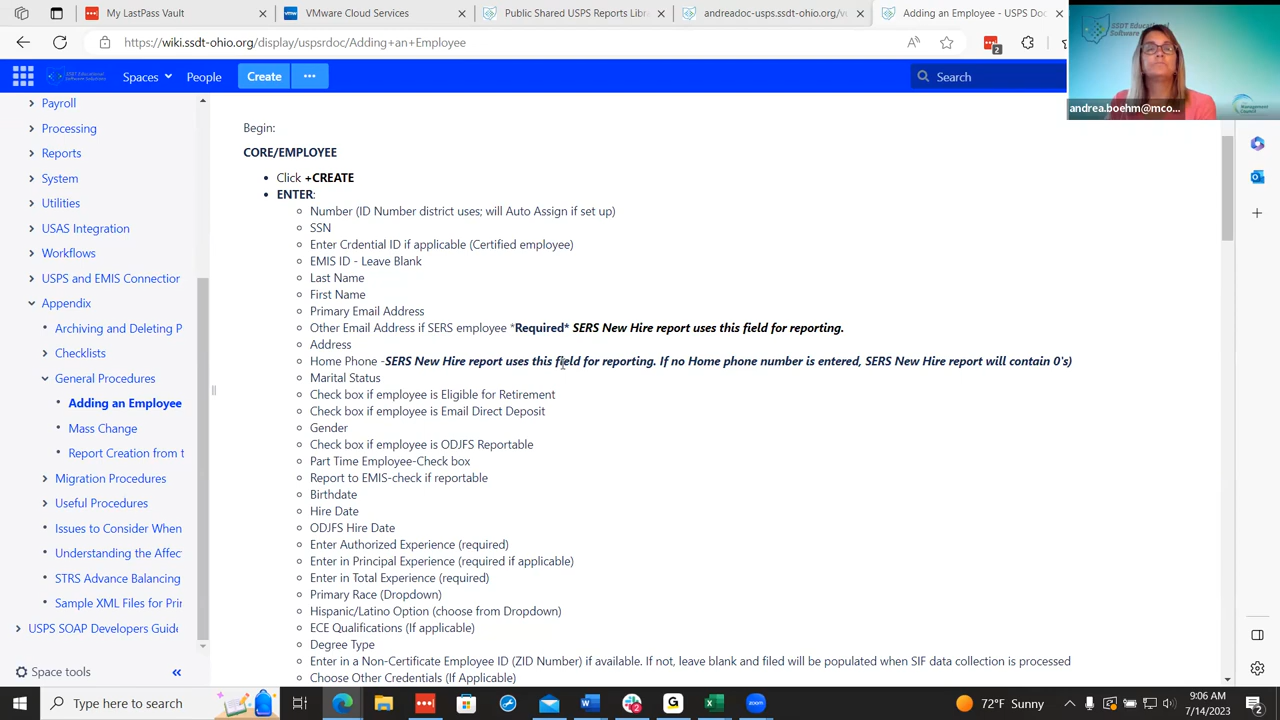 My LastPass Vault
VMware Cloud Services
Public Shared USPS Reports Libr
andreadoc-usps.ssdt-ohio.org/v
Adding an Employee - USPS Doc
https://wiki.ssdt-ohio.org/display/uspsrdoc/Adding+an+Employee
Spaces
People
Create
Search
andrea.boehm@mco...
Payroll
Processing
Reports
System
Utilities
USAS Integration
Workflows
USPS and EMIS Connection
Appendix
Archiving and Deleting P
Checklists
General Procedures
Adding an Employee
Mass Change
Report Creation from t
Migration Procedures
Useful Procedures
Issues to Consider When
Understanding the Affec
STRS Advance Balancing
Sample XML Files for Prin
USPS SOAP Developers Guide
Space tools
Begin:
CORE/EMPLOYEE
Click +CREATE
ENTER:
Number (ID Number district uses; will Auto Assign if set up)
SSN
Enter Crdential ID if applicable (Certified employee)
EMIS ID - Leave Blank
Last Name
First Name
Primary Email Address
Other Email Address if SERS employee *Required* SERS New Hire report uses this field for reporting.
Address
Home Phone -SERS New Hire report uses this field for reporting. If no Home phone number is entered, SERS New Hire report will contain 0's)
Marital Status
Check box if employee is Eligible for Retirement
Check box if employee is Email Direct Deposit
Gender
Check box if employee is ODJFS Reportable
Part Time Employee-Check box
Report to EMIS-check if reportable
Birthdate
Hire Date
ODJFS Hire Date
Enter Authorized Experience (required)
Enter in Principal Experience (required if applicable)
Enter in Total Experience (required)
Primary Race (Dropdown)
Hispanic/Latino Option (choose from Dropdown)
ECE Qualifications (If applicable)
Degree Type
Enter in a Non-Certificate Employee ID (ZID Number) if available. If not, leave blank and filed will be populated when SIF data collection is processed
Choose Other Credentials (If Applicable)
Type here to search
72°F Sunny
9:06 AM
7/14/2023